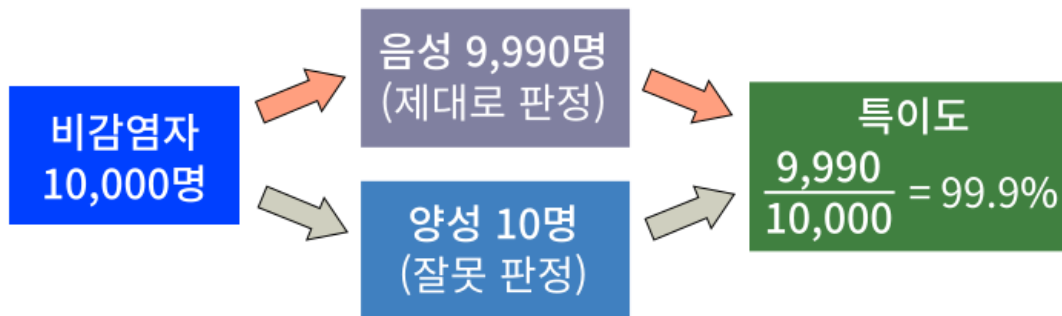 비감염자
10,000명
음성 9,990명
(제대로 판정)
양성 10명
(잘못 판정)
특이도
9,990
10,000
= 99.9%